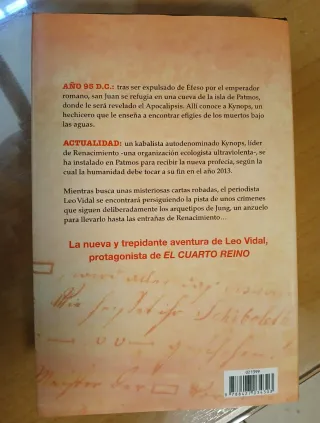 AÑO 95 D.C.: tras ser expulsado de Éfeso por el emperador
romano, san Juan se refugia en una cueva de la isla de Patmos,
donde le será revelado el Apocalipsis. Allí conoce a Kynops, un
hechicero que le enseña a encontrar efigies de los muertos bajo
las aguas.
ACTUALIDAD: un kabalista autodenominado Kynops, líder
de Renacimiento -una organización ecologista ultraviolenta-, se
ha instalado en Patmos para recibir la nueva profecía, según la
cual la humanidad debe tocar a su fin en el año 2013.
Mientras busca unas misteriosas cartas robadas, el periodista
Leo Vidal se encontrará persiguiendo la pista de unos crímenes
que siguen deliberadamente los arquetipos de Jung, un anzuelo
para llevarlo hasta las entrañas de Renacimiento...
La nueva y trepidante aventura de Leo Vidal,
protagonista de EL CUARTO REINO